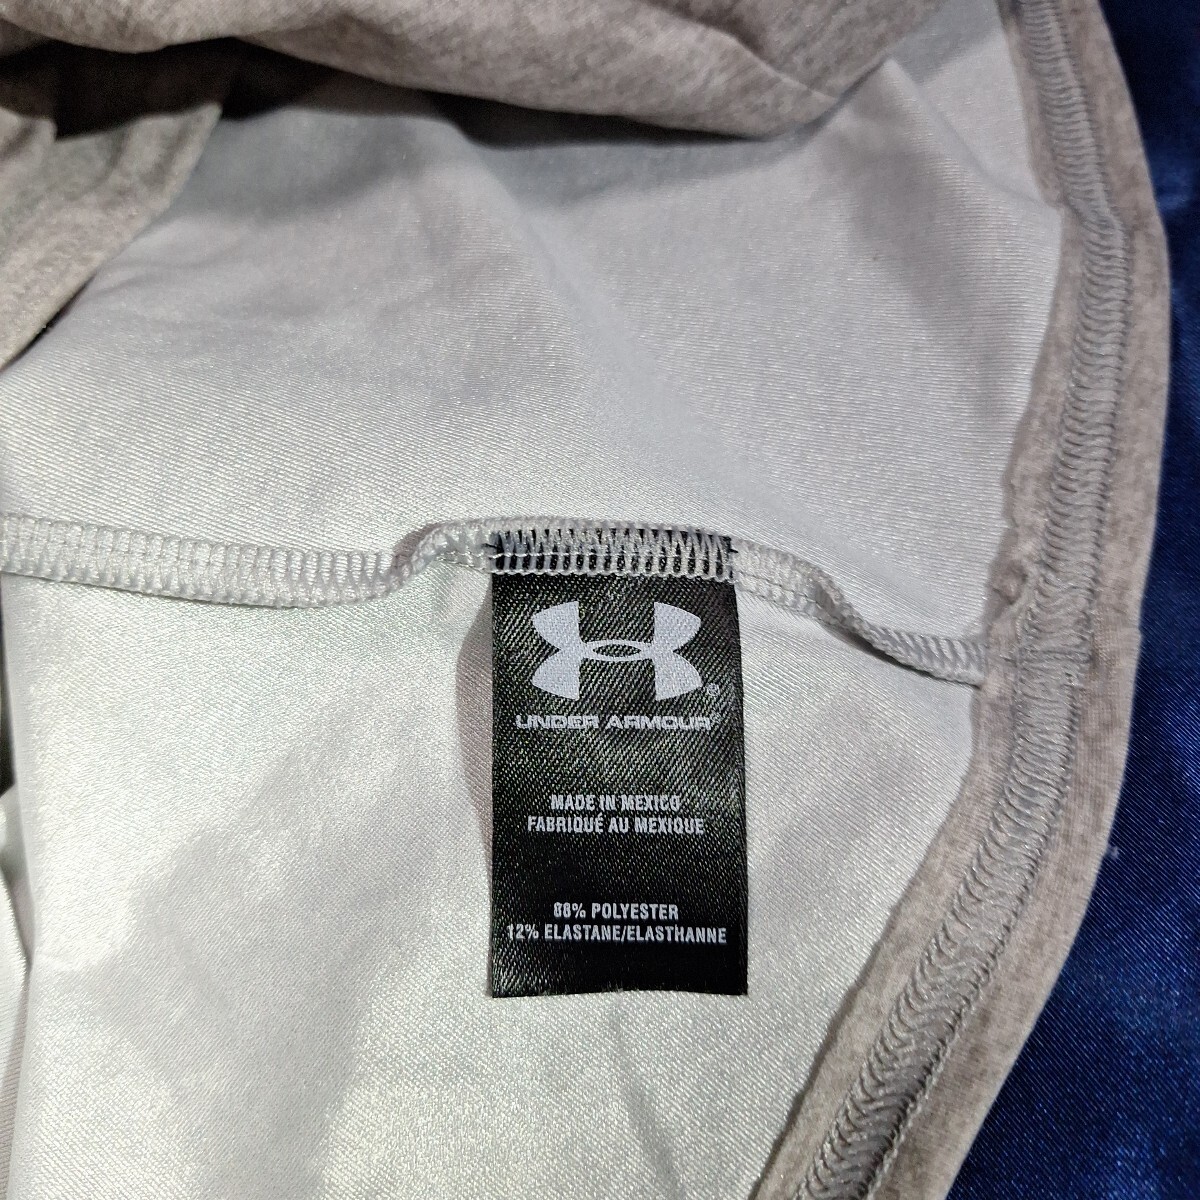 UNDER ARMOUR®
MADE IN MEXICO
FABRIQUÉ AU MEXIQUE
88% POLYESTER
12% ELASTANE/ELASTHANNE